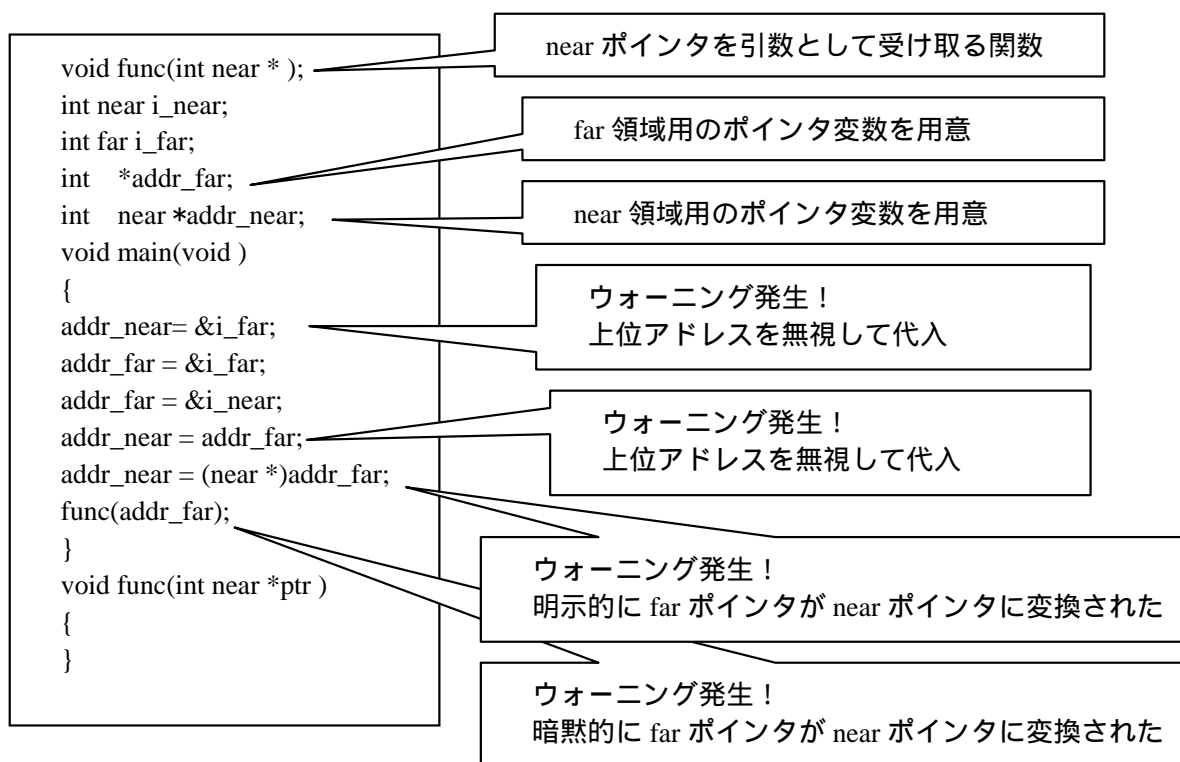 void func(int near * );
int near i_near;
int far i_far;
int *addr_far;
int near *addr_near;
void main(void )
{
addr_near= &i_far;
addr_far = &i_far;
addr_far = &i_near;
addr_near = addr_far;
addr_near = (near *)addr_far;
func(addr_far);
}
void func(int near *ptr )
{
}
near ポインタを引数として受け取る関数
far 領域用のポインタ変数を用意
near 領域用のポインタ変数を用意
ウォーニング発生！
上位アドレスを無視して代入
ウォーニング発生！
上位アドレスを無視して代入
ウォーニング発生！
明示的に far ポインタが near ポインタに変換された
ウォーニング発生！
暗黙的に far ポインタが near ポインタに変換された